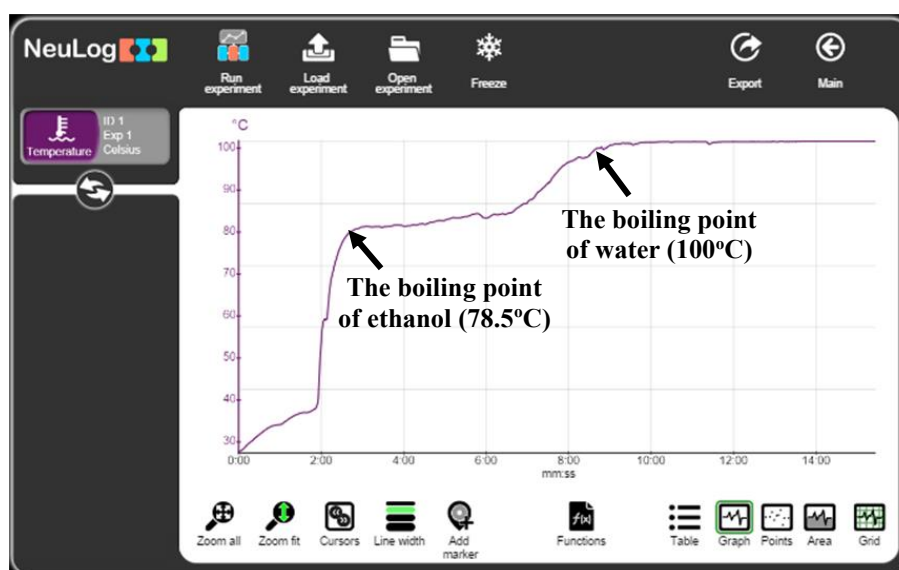 NeuLog
Run
experiment
Load
experiment
Open
experiment
Freeze
Export
Main
Temperature
ID 1
Exp 1
Celsius
°C
100
90
80
70
60
50
40
30
The boiling point
of water (100°C)
The boiling point
of ethanol (78.5°C)
0:00 2:00 4:00 6:00 8:00 10:00 12:00 14:00
mm:ss
Zoom all
Zoom fit
Cursors
Line width
Add
marker
f(x)
Functions
Table
Graph
Points
Area
Grid